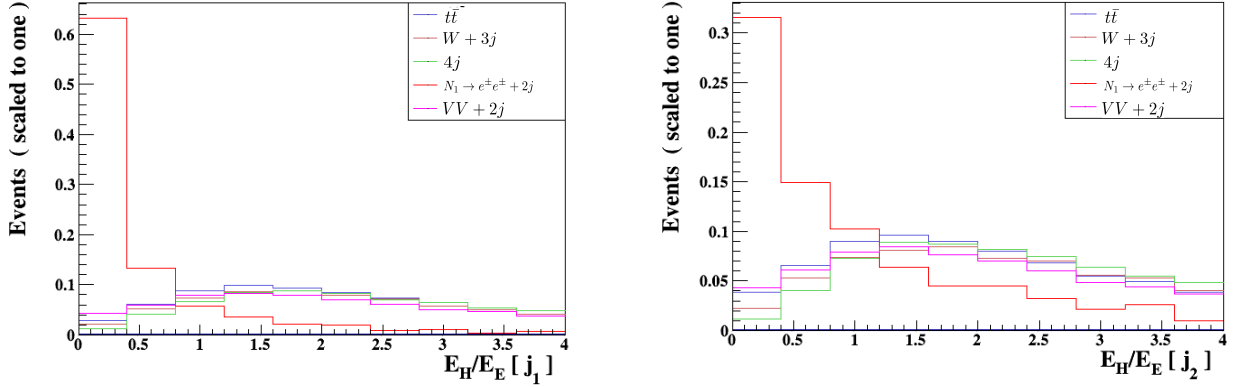 Events ( scaled to one )
0.6
0.5
0.4
0.3
0.2
0.1
0
tt̄
W + 3j
4j
N₁ → e±e± + 2j
VV + 2j
0 0.5 1 1.5 2 2.5 3 3.5 4
E_H/E_E [ j_1 ]
Events ( scaled to one )
0.3
0.25
0.2
0.15
0.1
0.05
0
tt̄
W + 3j
4j
N₁ → e±e± + 2j
VV + 2j
0 0.5 1 1.5 2 2.5 3 3.5 4
E_H/E_E [ j_2 ]